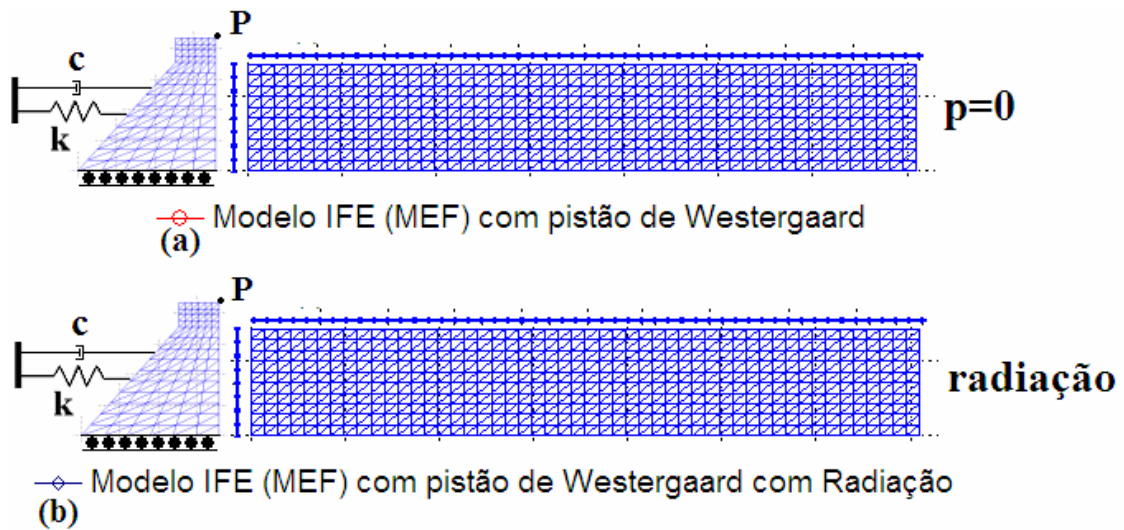 P
c
k
p=0
Modelo IFE (MEF) com pistão de Westergaard
(a)
P
c
k
radiação
Modelo IFE (MEF) com pistão de Westergaard com Radiação
(b)